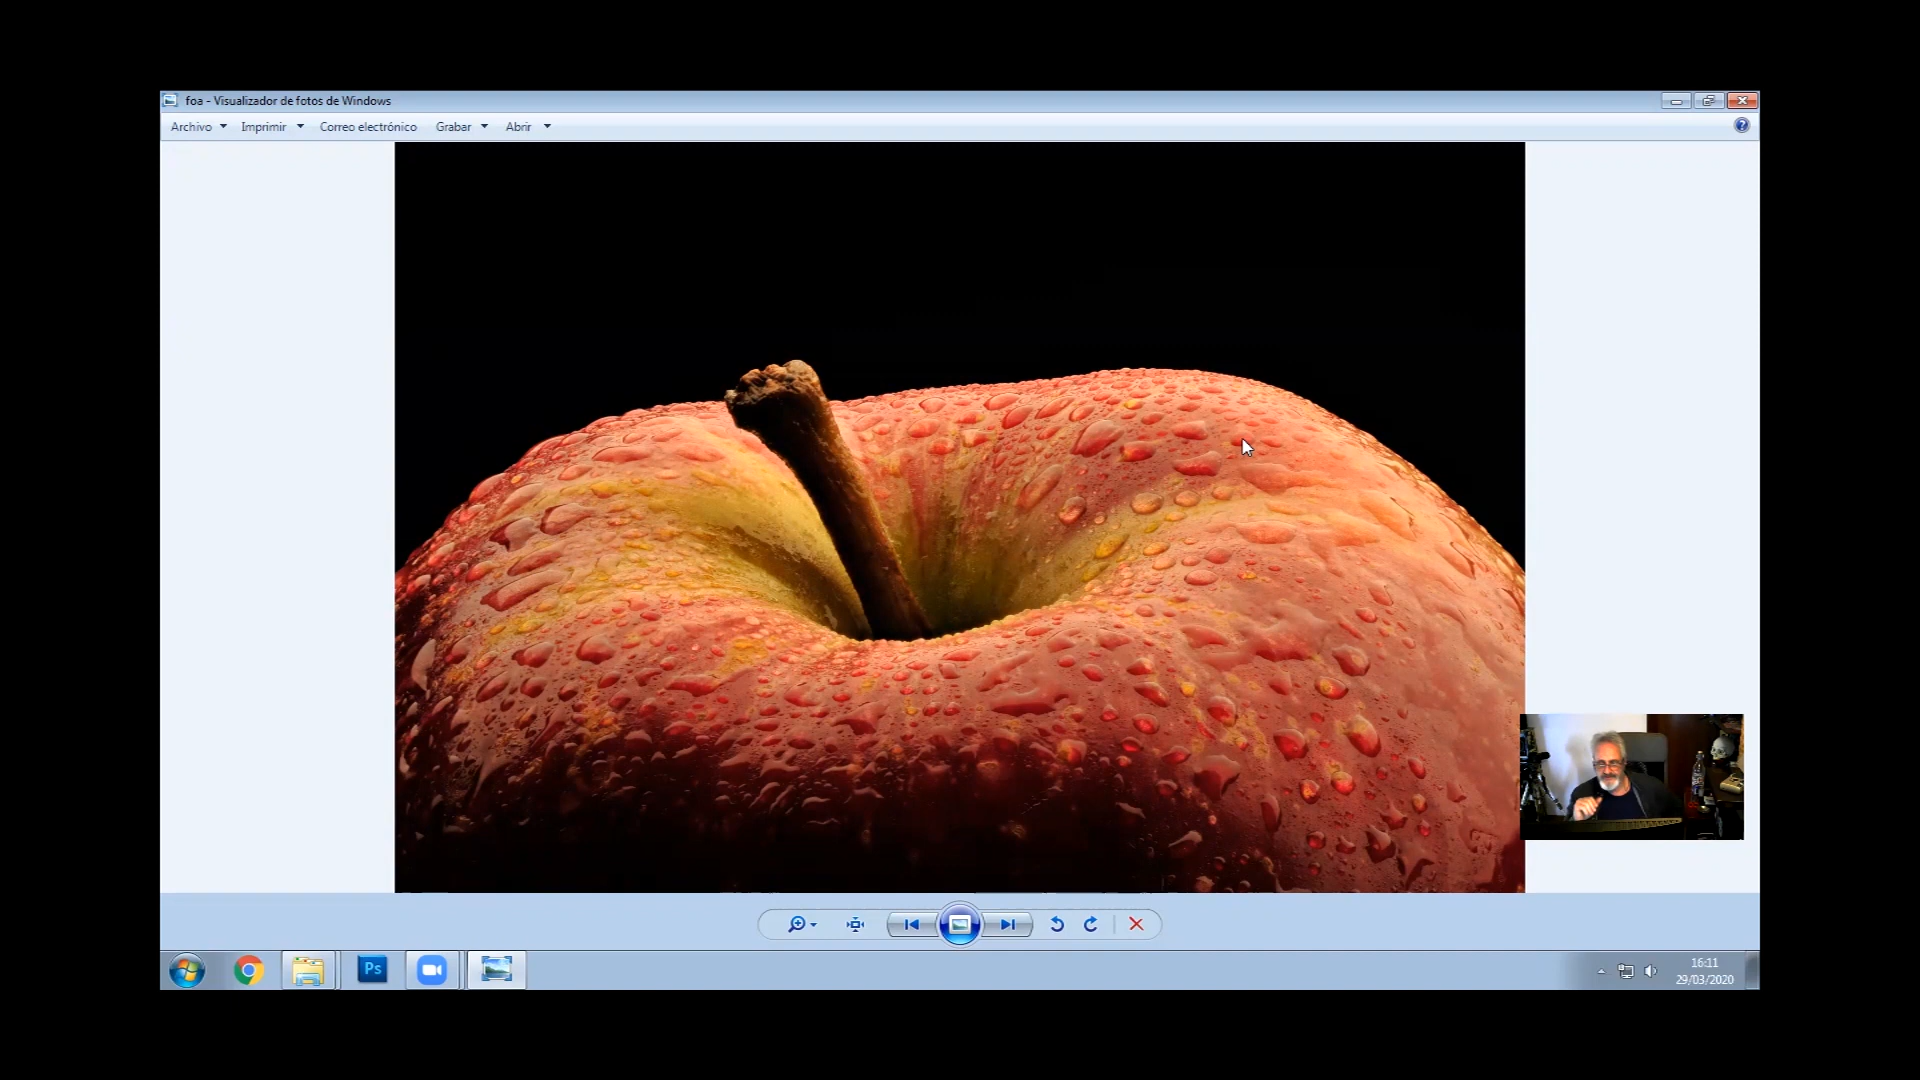 foa - Visualizador de fotos de Windows
Archivo Imprimir Correo electrónico Grabar Abrir
Ps
16:11
29/03/2020